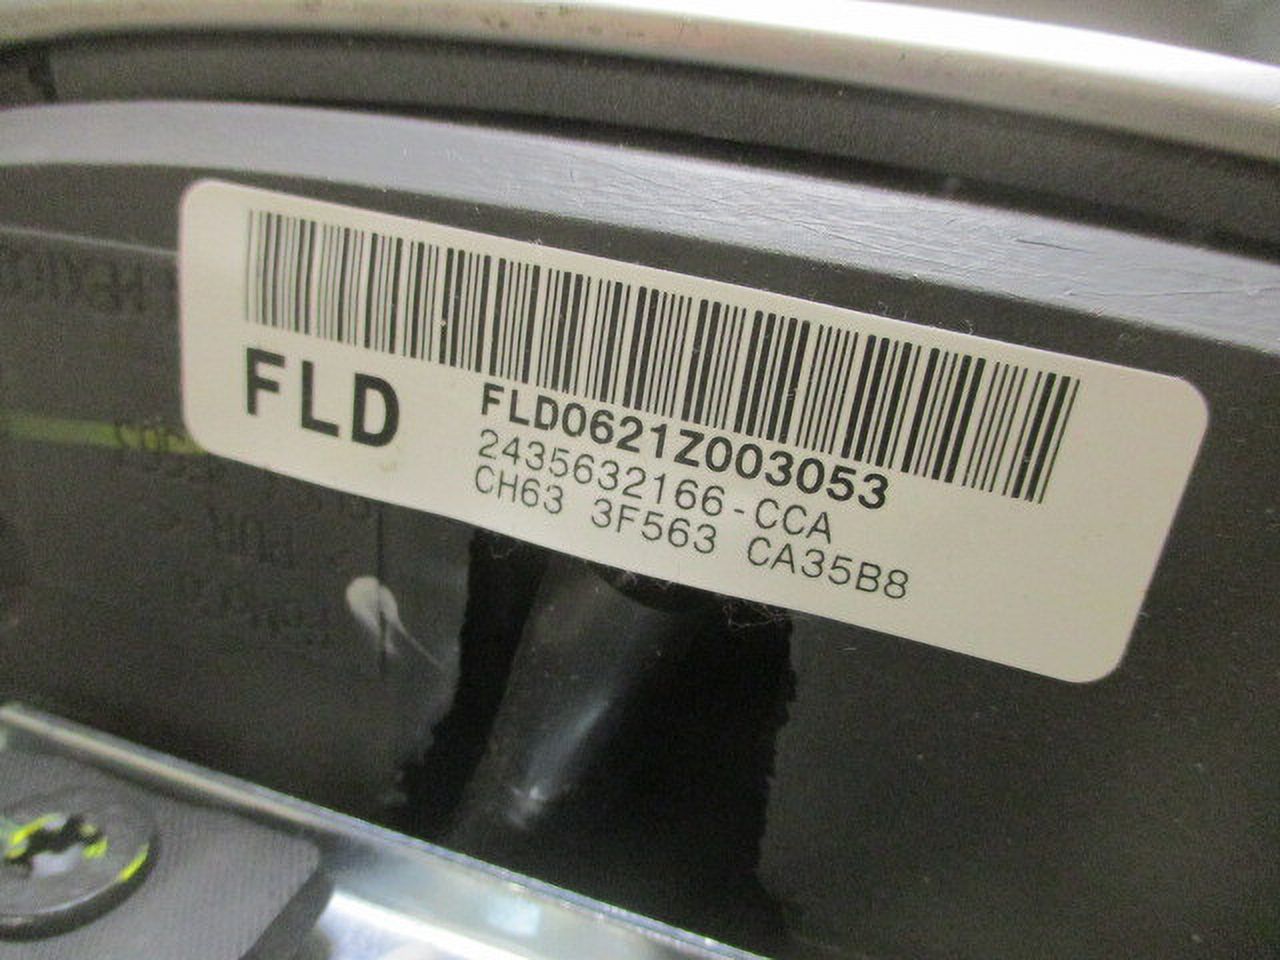 FLD
FLD0621Z003053
2435632166-CCA
CH63 3F563 CA35B8